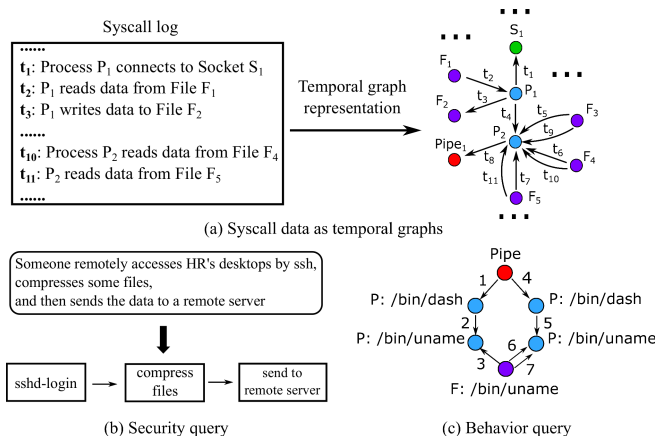 Syscall log
......
t1: Process P1 connects to Socket S1
t2: P1 reads data from File F1
t3: P1 writes data to File F2
......
t10: Process P2 reads data from File F4
t11: P2 reads data from File F5
......
Temporal graph
representation
...
S1
...
...
F1
t2
t1
P1
F2
t3
t4
t5
F3
P2
t9
Pipe1
t8
t6
F4
t11
t7
t10
F5
...
(a) Syscall data as temporal graphs
Someone remotely accesses HR's desktops by ssh,
compresses some files,
and then sends the data to a remote server
sshd-login
compress
files
send to
remote server
(b) Security query
Pipe
1
4
P: /bin/dash
P: /bin/dash
2
5
P: /bin/uname
P: /bin/uname
3
6
7
F: /bin/uname
(c) Behavior query